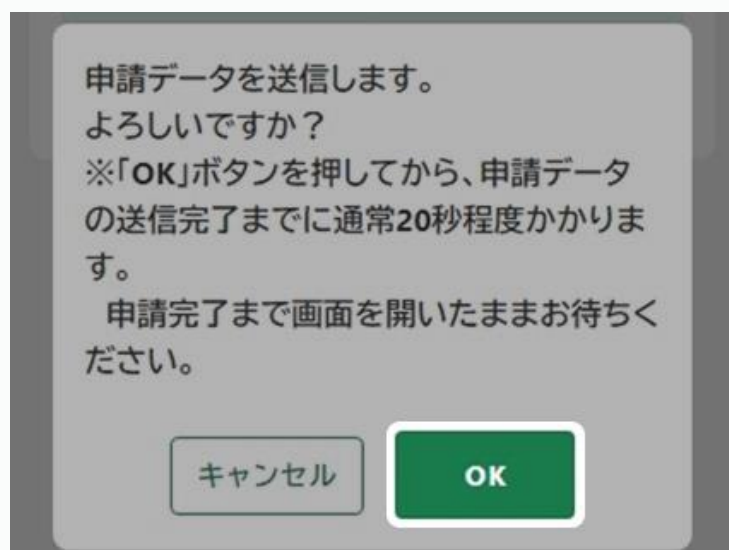 申請データを送信します。
よろしいですか？
※「OK」ボタンを押してから、申請データ
の送信完了までに通常20秒程度かかりま
す。
申請完了まで画面を開いたままお待ちく
ださい。
キャンセル OK